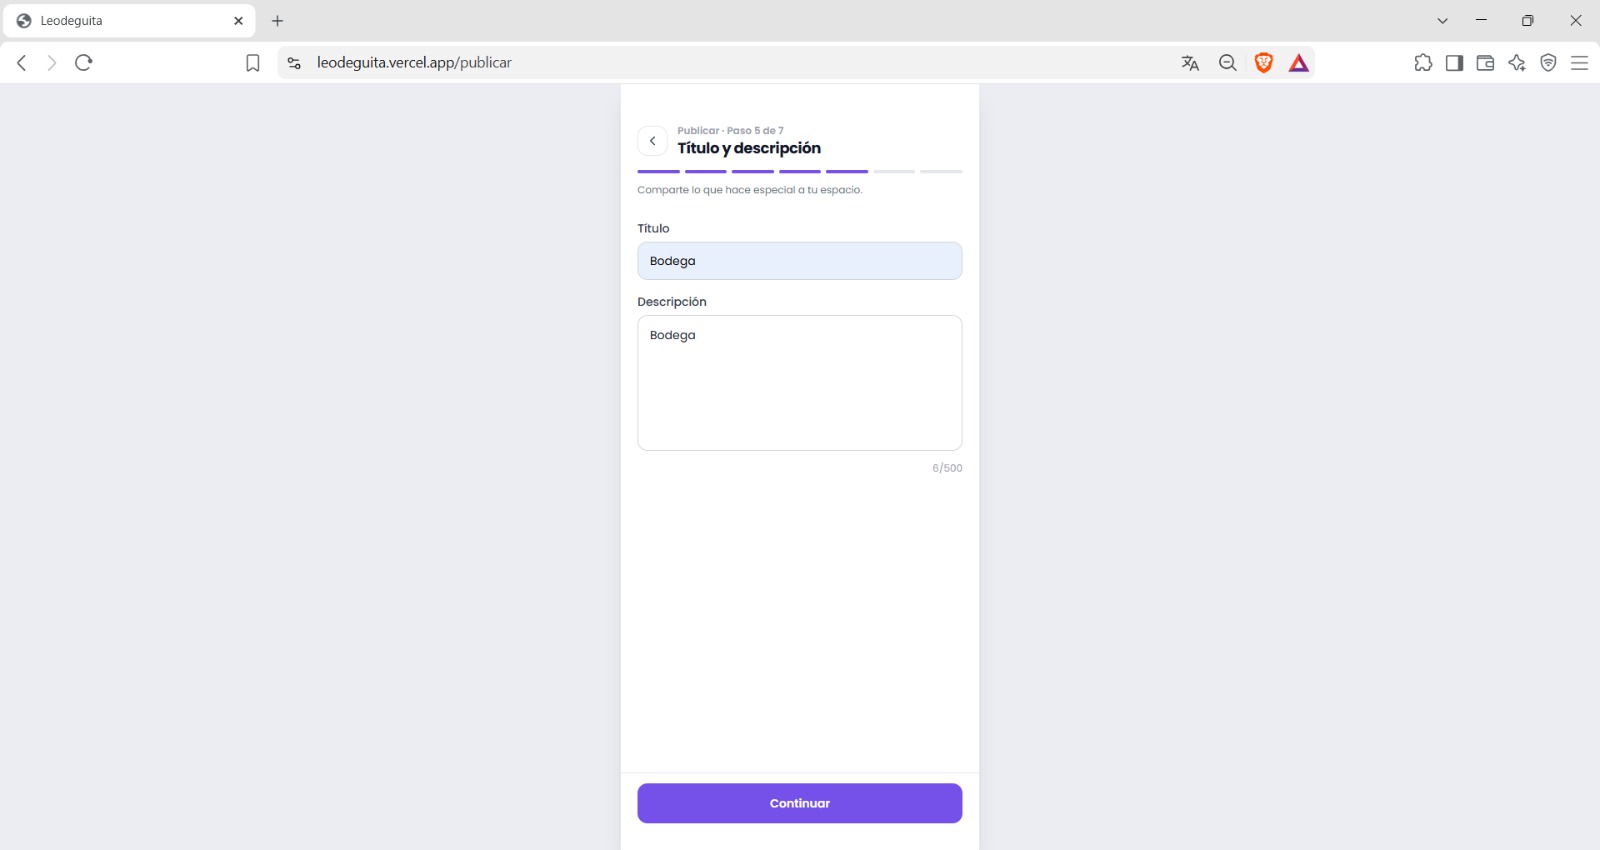 Leodeguita
leodeguita.vercel.app/publicar
Publicar · Paso 5 de 7
Título y descripción
Comparte lo que hace especial a tu espacio.
Título
Bodega
Descripción
Bodega
6/500
Continuar